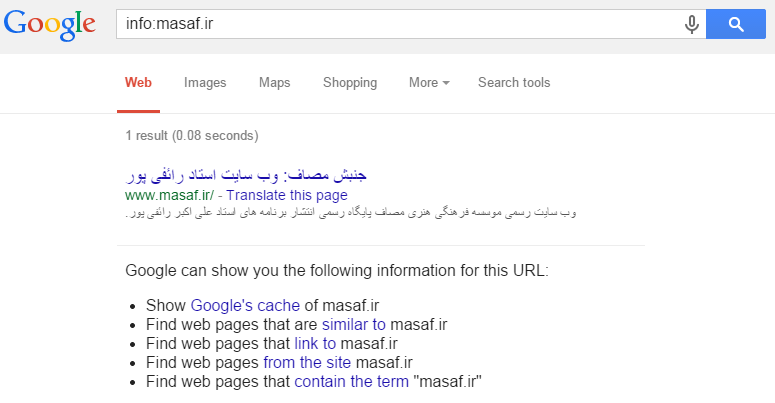 Google info:masaf.ir
Web Images Maps Shopping More Search tools
1 result (0.08 seconds)
جنبش مصاف: وب سایت استاد رائفی پور
www.masaf.ir/ - Translate this page
وب سایت رسمی موسسه فرهنگی هنری مصاف پایگاه رسمی انتشار برنامه های استاد علی اکبر رائفی پور.
Google can show you the following information for this URL:
• Show Google's cache of masaf.ir
• Find web pages that are similar to masaf.ir
• Find web pages that link to masaf.ir
• Find web pages from the site masaf.ir
• Find web pages that contain the term "masaf.ir"